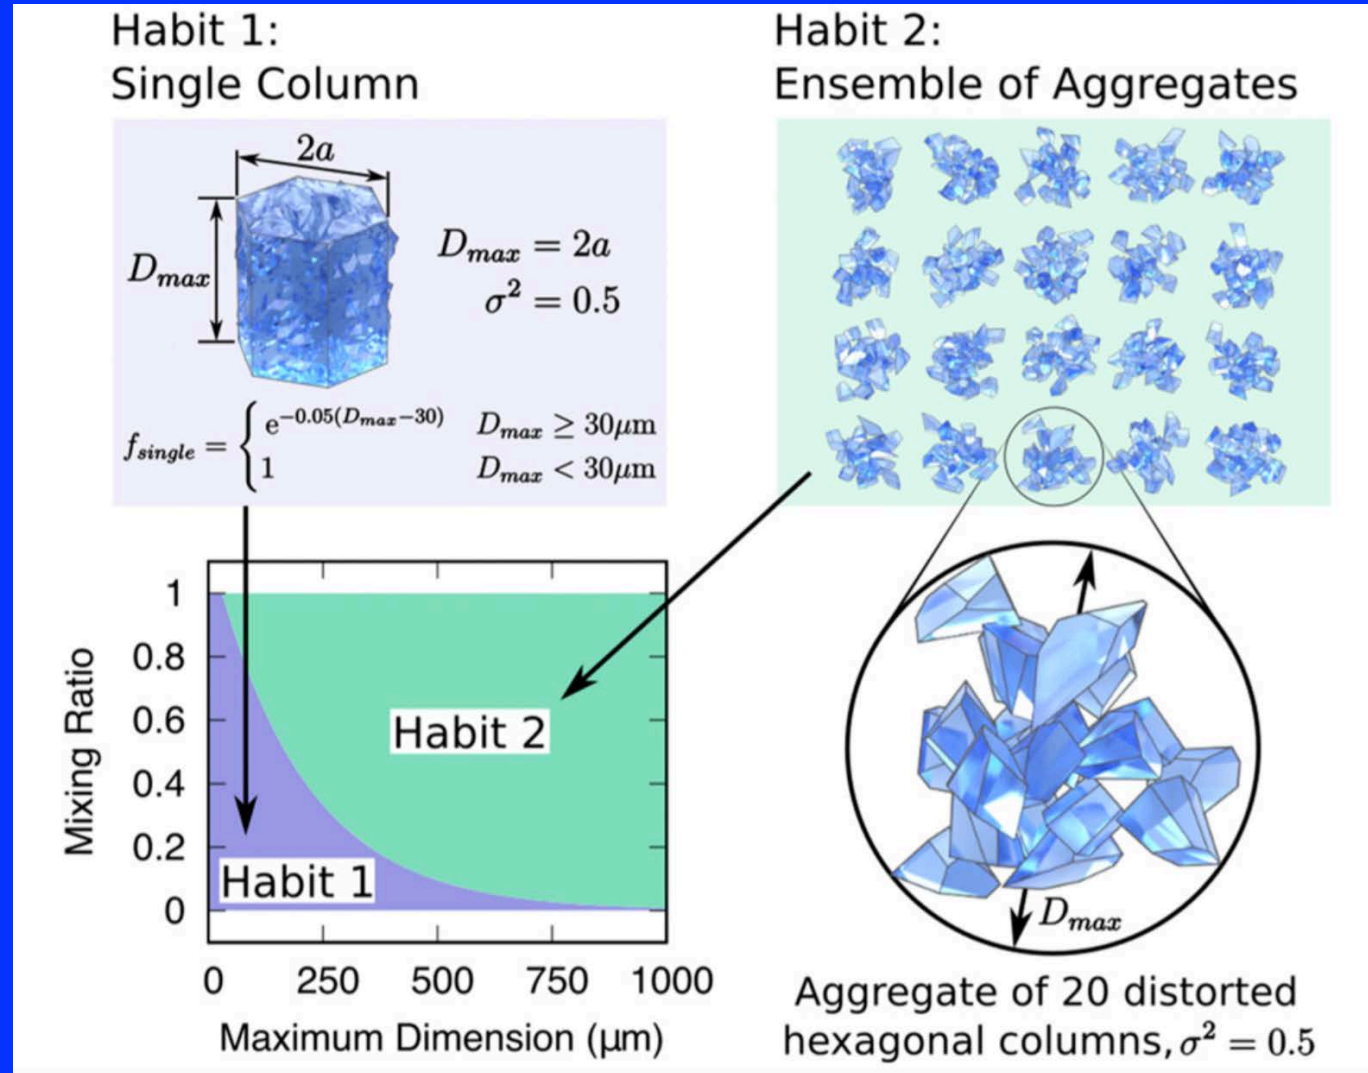 Habit 1:
Single Column
2a
D_max
D_max = 2a
σ² = 0.5
f_single = { e^{-0.05(D_max-30)} D_max ≥ 30μm
1 D_max < 30μm
Habit 2:
Ensemble of Aggregates
1
0.8
0.6
0.4
0.2
0
Mixing Ratio
Habit 2
Habit 1
0 250 500 750 1000
Maximum Dimension (μm)
D_max
Aggregate of 20 distorted
hexagonal columns, σ² = 0.5